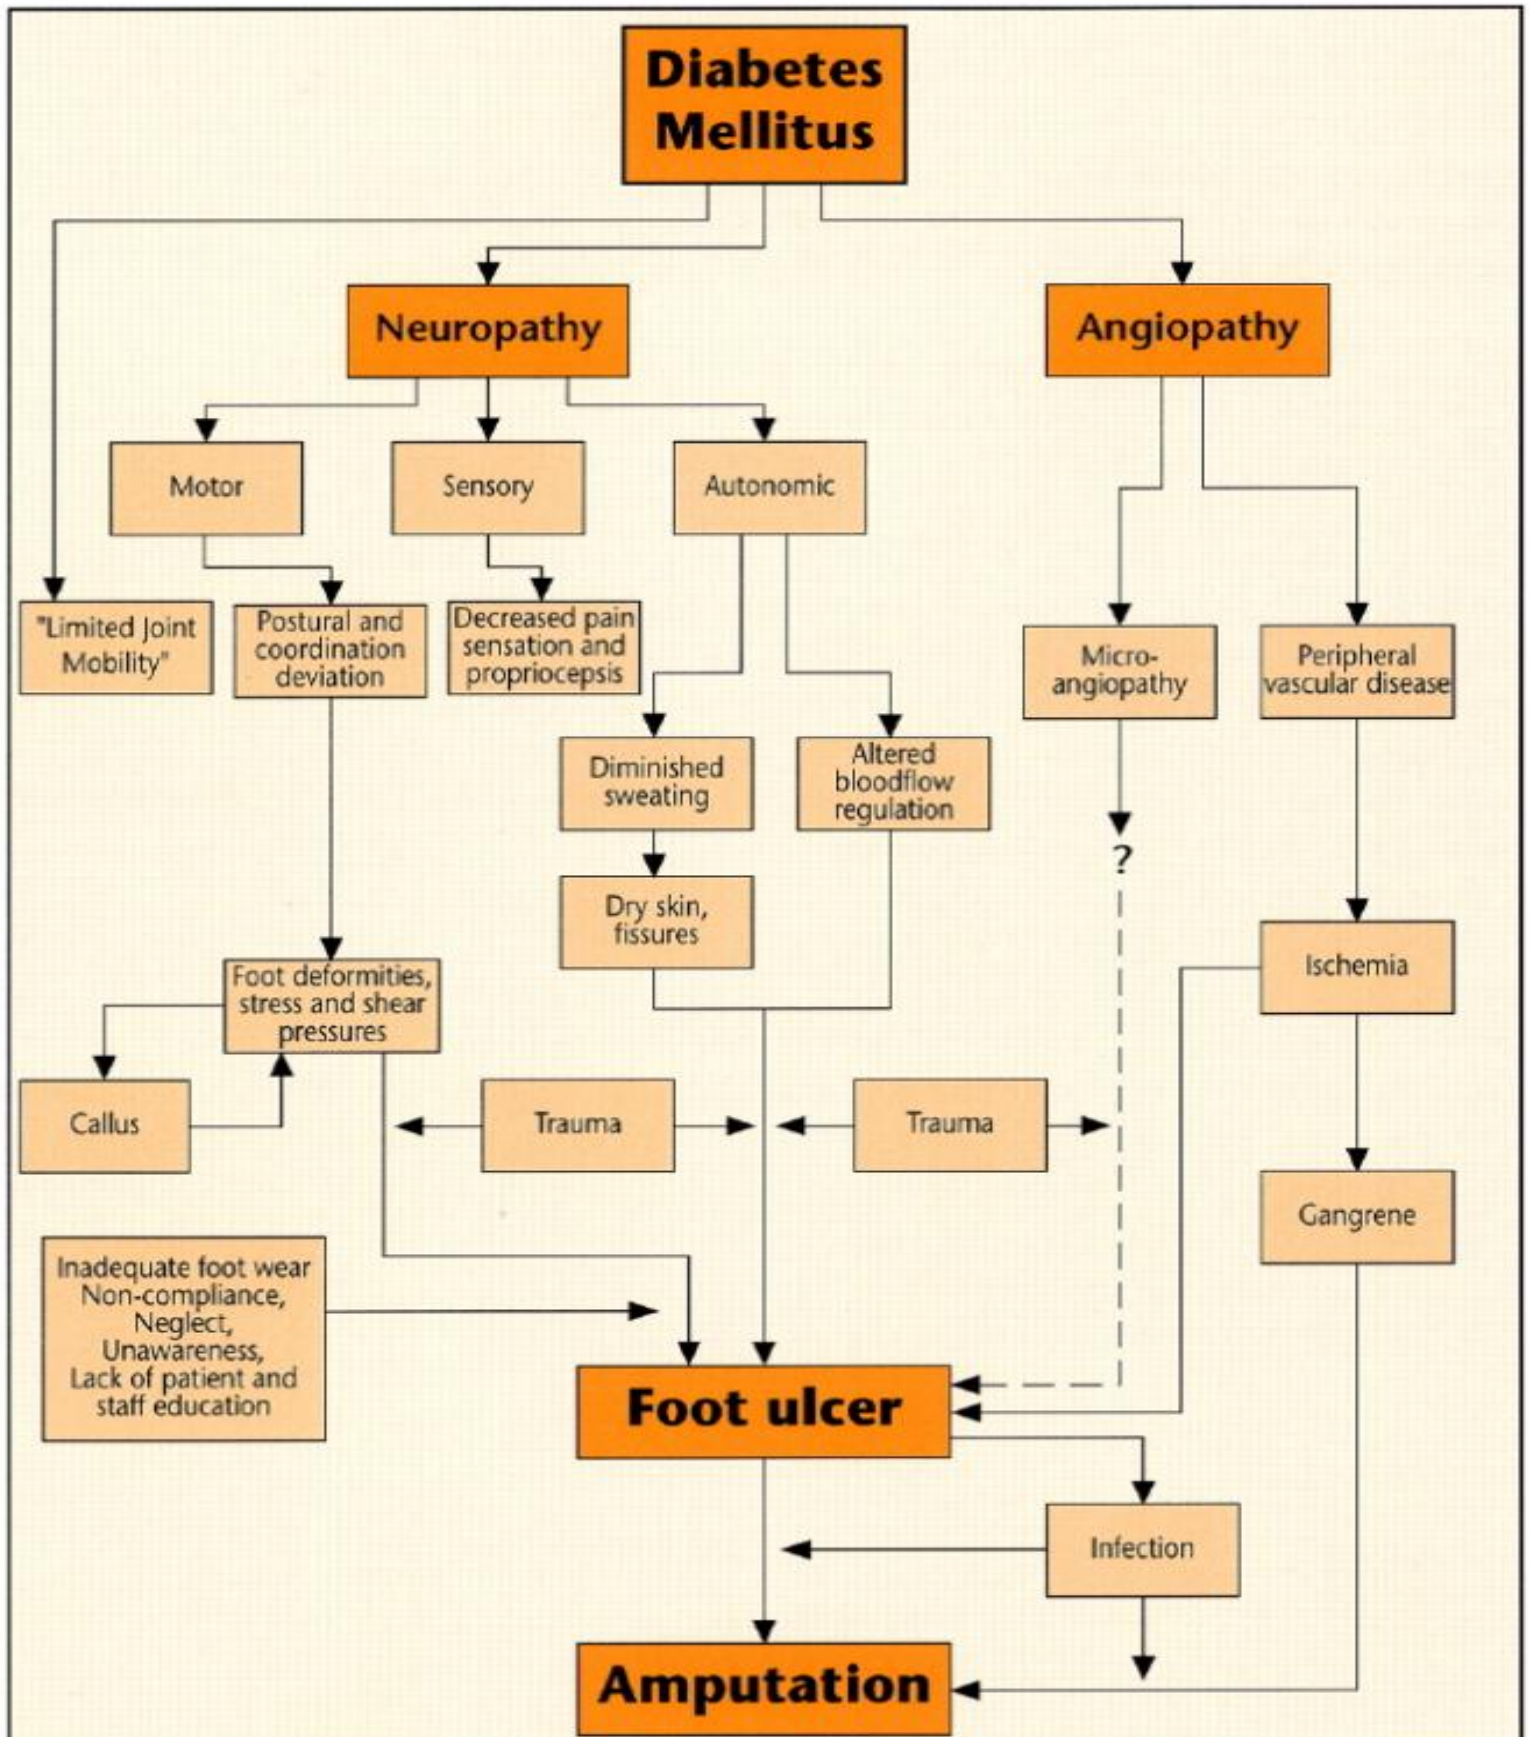 Diabetes
Mellitus
Neuropathy
Angiopathy
Motor
Sensory
Autonomic
"Limited Joint
Mobility"
Postural and
coordination
deviation
Decreased pain
sensation and
propriocepsis
Micro-
angiopathy
Peripheral
vascular disease
Diminished
sweating
Altered
bloodflow
regulation
?
Dry skin,
fissures
Foot deformities,
stress and shear
pressures
Ischemia
Callus
Trauma
Trauma
Gangrene
Inadequate foot wear
Non-compliance,
Neglect,
Unawareness,
Lack of patient and
staff education
Foot ulcer
Infection
Amputation